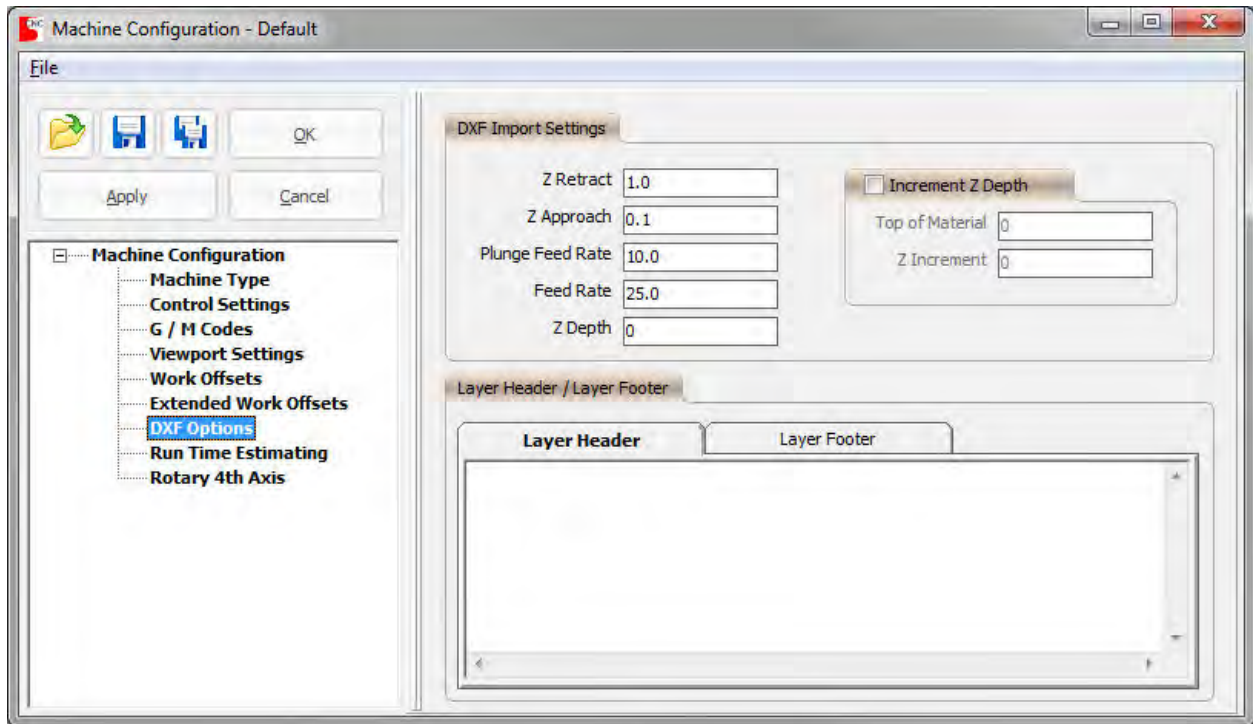 CNC
Machine Configuration - Default
File
OK
Apply
Cancel
Machine Configuration
Machine Type
Control Settings
G / M Codes
Viewport Settings
Work Offsets
Extended Work Offsets
DXF Options
Run Time Estimating
Rotary 4th Axis
DXF Import Settings
Z Retract 1.0
Z Approach 0.1
Plunge Feed Rate 10.0
Feed Rate 25.0
Z Depth 0
Increment Z Depth
Top of Material 0
Z Increment 0
Layer Header / Layer Footer
Layer Header Layer Footer